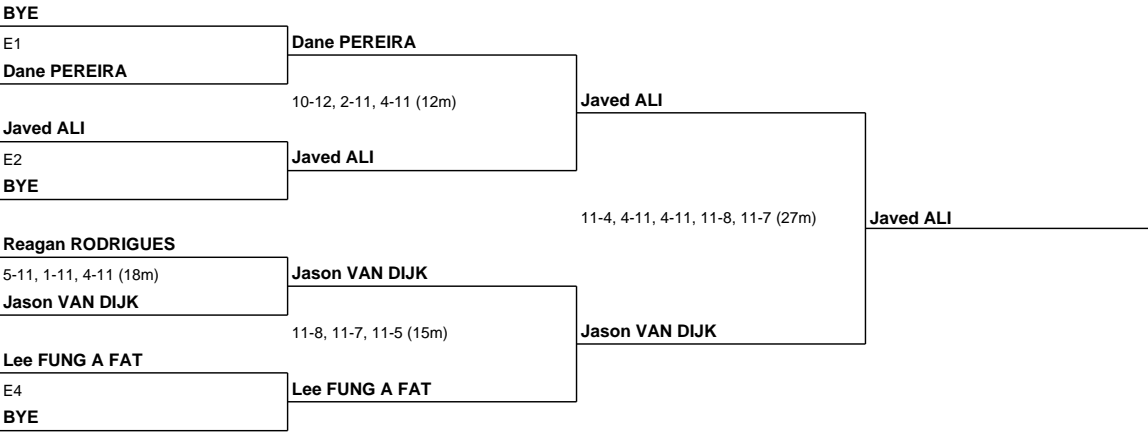 BYE
E1
Dane PEREIRA
Javed ALI
E2
BYE
Reagan RODRIGUES
5-11, 1-11, 4-11 (18m)
Jason VAN DIJK
Lee FUNG A FAT
E4
BYE
Dane PEREIRA
10-12, 2-11, 4-11 (12m)
Javed ALI
Jason VAN DIJK
11-8, 11-7, 11-5 (15m)
Lee FUNG A FAT
Javed ALI
11-4, 4-11, 4-11, 11-8, 11-7 (27m)
Jason VAN DIJK
Javed ALI